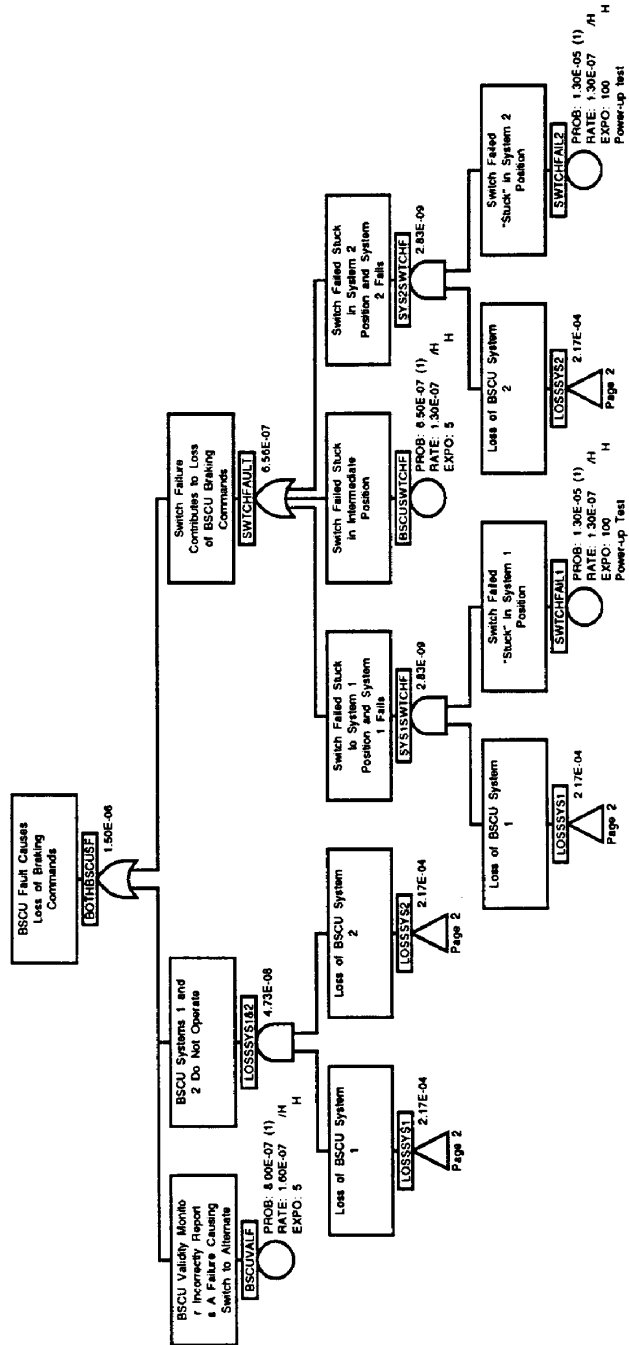 BSCU Fault Causes
Loss of Braking
Commands
BOTHBSCUSF
1.50E-06
BSCU Validity Monito
r Incorrectly Report
s A Failure Causing
Switch to Alternate
BSCUVALF
PROB: 8.00E-07 (1)
RATE: 1.60E-07 /H
EXPO: 5 H
BSCU Systems 1 and
2 Do Not Operate
LOSSSYS1&2
4.73E-08
Switch Failure
Contributes to Loss
of BSCU Braking
Commands
SWTCHFAULT
6.56E-07
Loss of BSCU System
1
LOSSSYS1
2.17E-04
Page 2
Loss of BSCU System
2
LOSSSYS2
2.17E-04
Page 2
Switch Failed Stuck
to System 1
Position and System
1 Fails
SYS1SWTCHF
2.83E-09
Switch Failed Stuck
in Intermediate
Position
BSCUSWTCHF
PROB: 6.50E-07 (1)
RATE: 1.30E-07 /H
EXPO: 5 H
Switch Failed Stuck
in System 2
Position and System
2 Fails
SYS2SWTCHF
2.83E-09
Loss of BSCU System
1
LOSSSYS1
2.17E-04
Page 2
Switch Failed
"Stuck" in System 1
Position
SWTCHFAIL1
PROB: 1.30E-05 (1)
RATE: 1.30E-07 /H
EXPO: 100 H
Power-up Test
Loss of BSCU System
2
LOSSSYS2
2.17E-04
Page 2
Switch Failed
"Stuck" in System 2
Position
SWTCHFAIL2
PROB: 1.30E-05 (1)
RATE: 1.30E-07 /H
EXPO: 100 H
Power-up test